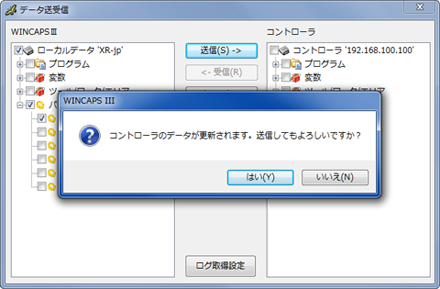 データ送受信
WINCAPSⅢ
コントローラ
ローカルデータ 'XR-jp'
送信(S) ->
コントローラ '192.168.100.100'
プログラム
<- 受信(R)
プログラム
変数
変数
WINCAPS III
コントローラのデータが更新されます。送信してもよろしいですか？
はい(Y)
いいえ(N)
ログ取得設定